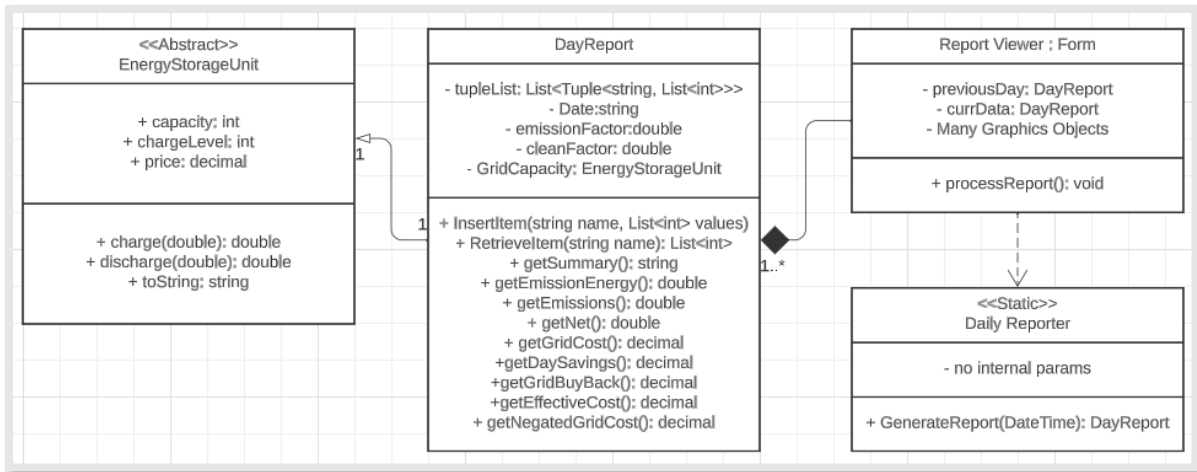 <<Abstract>>
EnergyStorageUnit
+ capacity: int
+ chargeLevel: int
+ price: decimal
+ charge(double): double
+ discharge(double): double
+ toString: string
1
1
DayReport
- tupleList: List<Tuple<string, List<int>>>
- Date:string
- emissionFactor:double
- cleanFactor: double
- GridCapacity: EnergyStorageUnit
+ InsertItem(string name, List<int> values)
+ RetrieveItem(string name): List<int>
+ getSummary(): string
+ getEmissionEnergy(): double
+ getEmissions(): double
+ getNet(): double
+ getGridCost(): decimal
+getDaySavings(): decimal
+getGridBuyBack(): decimal
+getEffectiveCost(): decimal
+ getNegatedGridCost(): decimal
1..*
Report Viewer : Form
- previousDay: DayReport
- currData: DayReport
- Many Graphics Objects
+ processReport(): void
<<Static>>
Daily Reporter
- no internal params
+ GenerateReport(DateTime): DayReport